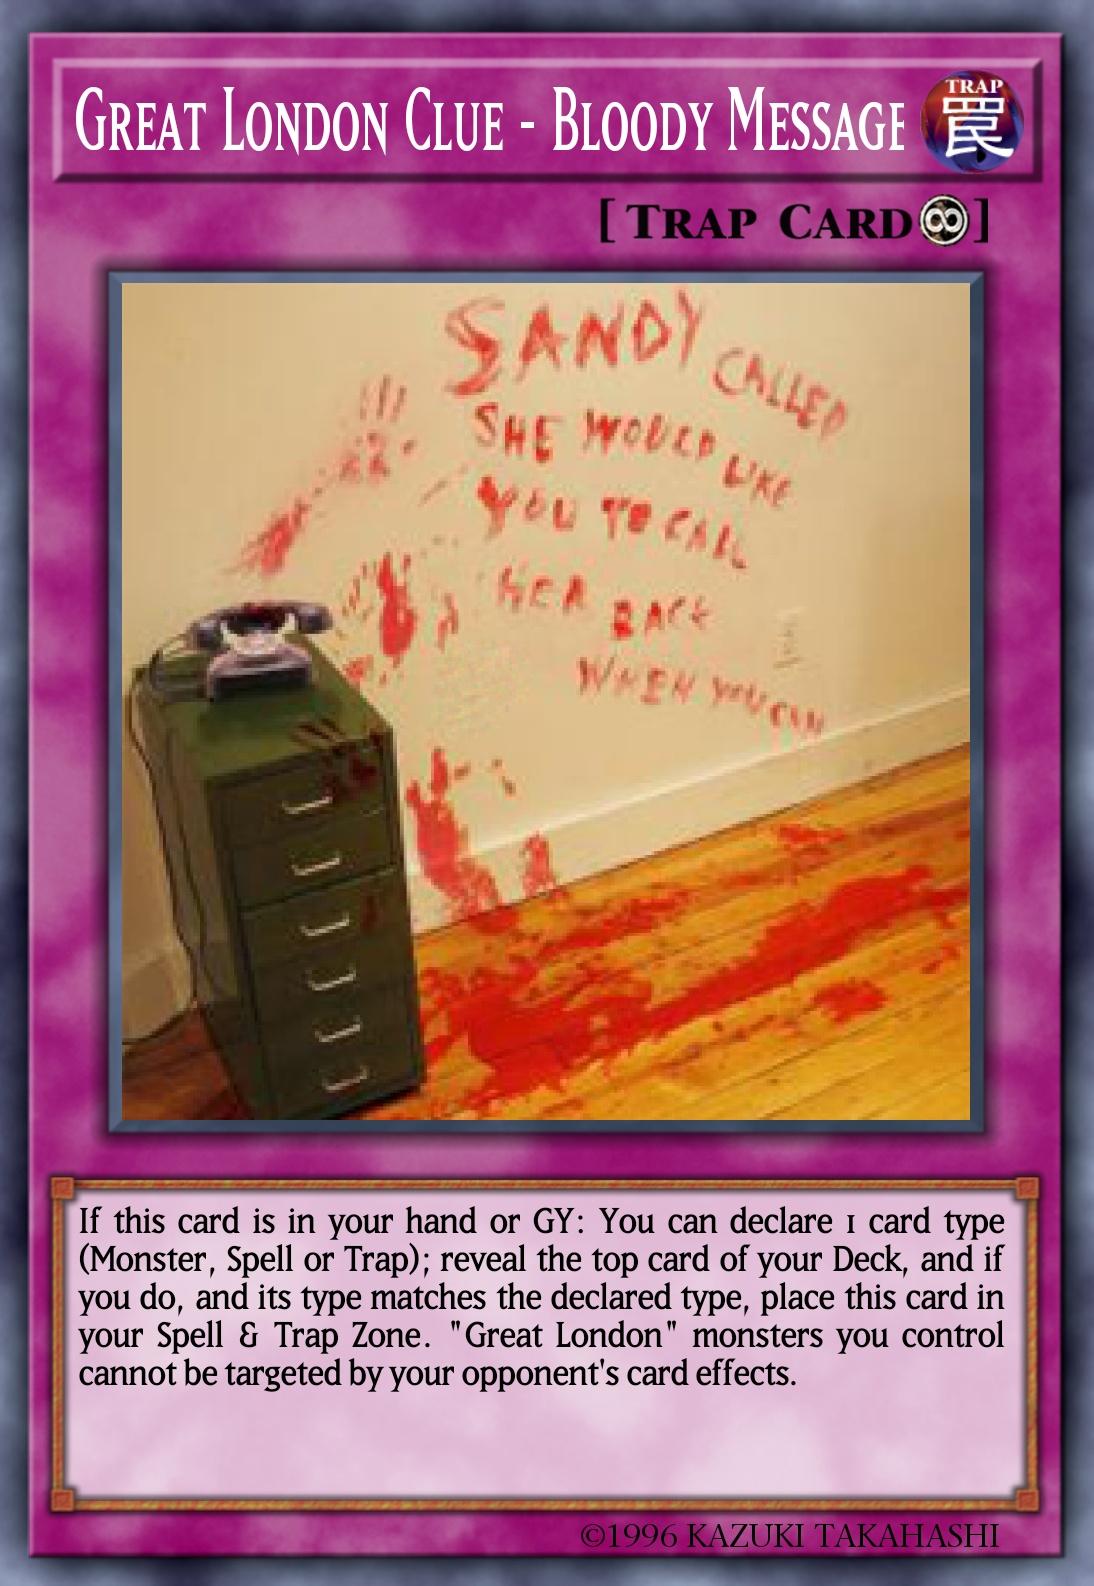 GREAT LONDON CLUE - BLOODY MESSAGE
TRAP
罠
[TRAP CARD]
SANDY CALLED
SHE WOULD LIKE
YOU TO CALL
HER BACK
WHEN YOU CAN
If this card is in your hand or GY: You can declare 1 card type
(Monster, Spell or Trap); reveal the top card of your Deck, and if
you do, and its type matches the declared type, place this card in
your Spell & Trap Zone. "Great London" monsters you control
cannot be targeted by your opponent's card effects.
©1996 KAZUKI TAKAHASHI